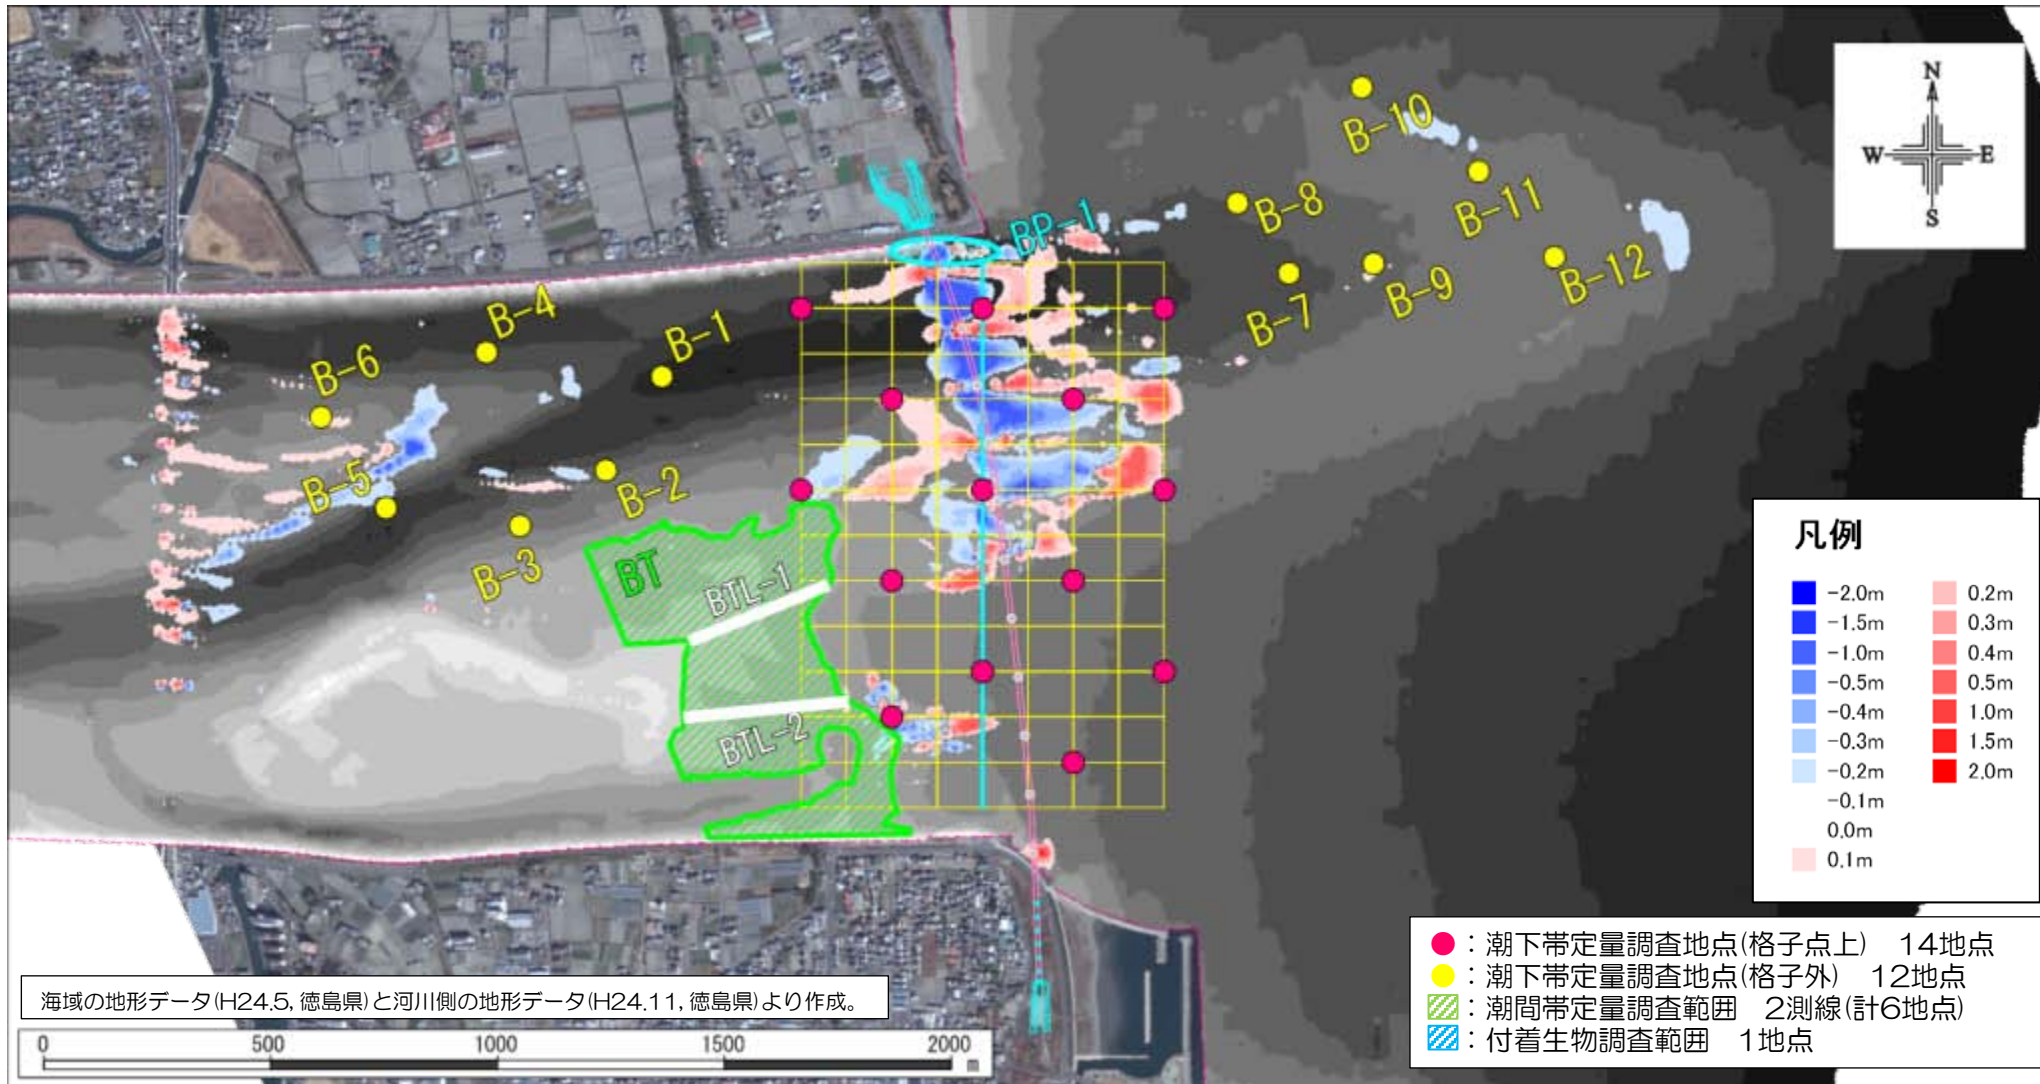 N
W E
S
B-10
B-8
B-11
BP-1
B-12
B-9
B-7
B-4
B-1
B-6
B-5
B-2
B-3
BT
BTL-1
BTL-2
凡例
-2.0m 0.2m
-1.5m 0.3m
-1.0m 0.4m
-0.5m 0.5m
-0.4m 1.0m
-0.3m 1.5m
-0.2m 2.0m
-0.1m
0.0m
0.1m
：潮下帯定量調査地点(格子点上) 14地点
：潮下帯定量調査地点(格子外) 12地点
：潮間帯定量調査範囲 2測線(計6地点)
：付着生物調査範囲 1地点
海域の地形データ(H24.5, 徳島県)と河川側の地形データ(H24.11, 徳島県)より作成。
0 500 1000 1500 2000
m